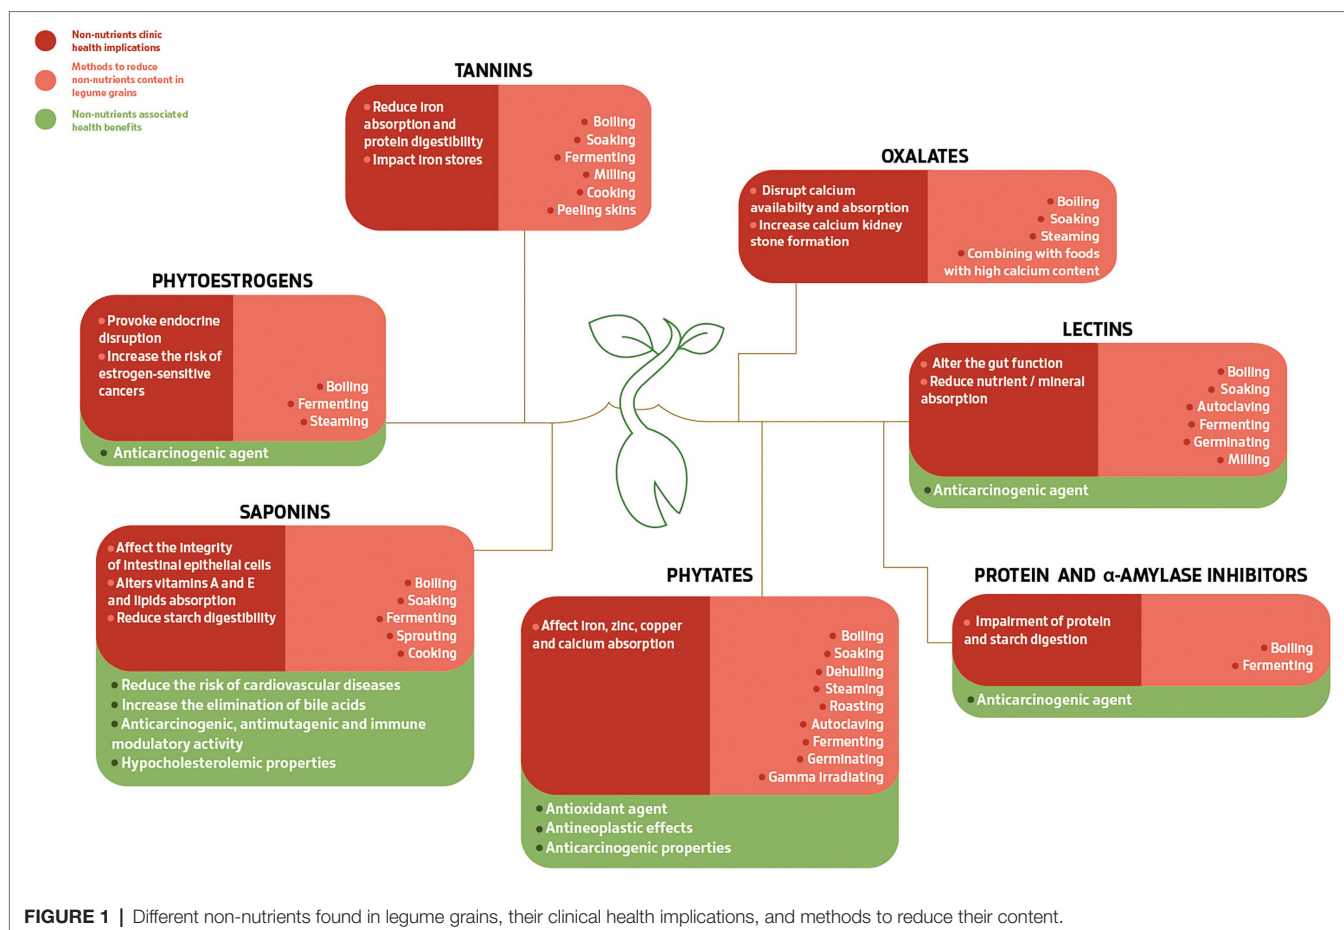 Non-nutrients clinic
health implications
Methods to reduce
non-nutrients content in
legume grains
Non-nutrients associated
health benefits
TANNINS
• Reduce iron
absorption and
protein digestibility
• Impact iron stores
• Boiling
• Soaking
• Fermenting
• Milling
• Cooking
• Peeling skins
OXALATES
• Disrupt calcium
availabilty and absorption
• Increase calcium kidney
stone formation
• Boiling
• Soaking
• Steaming
• Combining with foods
with high calcium content
PHYTOESTROGENS
• Provoke endocrine
disruption
• Increase the risk of
estrogen-sensitive
cancers
• Boiling
• Fermenting
• Steaming
• Anticarcinogenic agent
LECTINS
• Alter the gut function
• Reduce nutrient / mineral
absorption
• Boiling
• Soaking
• Autoclaving
• Fermenting
• Germinating
• Milling
• Anticarcinogenic agent
SAPONINS
• Affect the integrity
of intestinal epithelial cells
• Alters vitamins A and E
and lipids absorption
• Reduce starch digestibility
• Boiling
• Soaking
• Fermenting
• Sprouting
• Cooking
• Reduce the risk of cardiovascular diseases
• Increase the elimination of bile acids
• Anticarcinogenic, antimutagenic and immune
modulatory activity
• Hypocholesterolemic properties
PHYTATES
• Affect iron, zinc, copper
and calcium absorption
• Boiling
• Soaking
• Dehulling
• Steaming
• Roasting
• Autoclaving
• Fermenting
• Germinating
• Gamma irradiating
• Antioxidant agent
• Antineoplastic effects
• Anticarcinogenic properties
PROTEIN AND α-AMYLASE INHIBITORS
• Impairment of protein
and starch digestion
• Boiling
• Fermenting
• Anticarcinogenic agent
FIGURE 1 | Different non-nutrients found in legume grains, their clinical health implications, and methods to reduce their content.